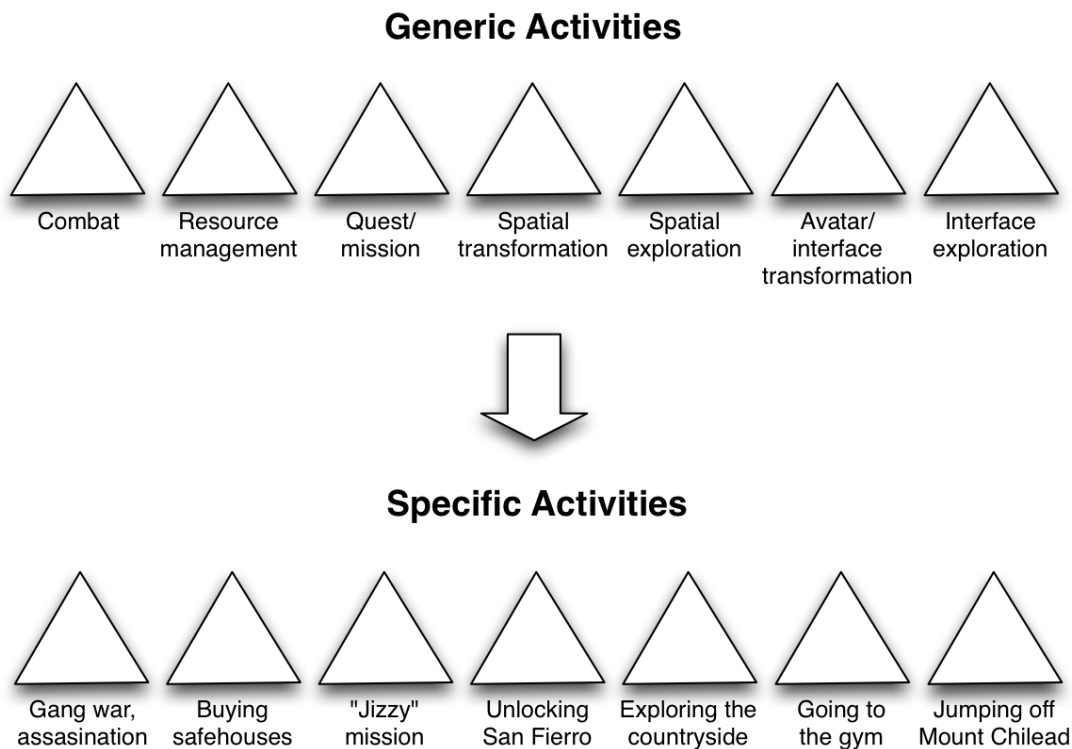 Generic Activities
Combat
Resource
management
Quest/
mission
Spatial
transformation
Spatial
exploration
Avatar/
interface
transformation
Interface
exploration
Specific Activities
Gang war,
assasination
Buying
safehouses
"Jizzy"
mission
Unlocking
San Fierro
Exploring the
countryside
Going to
the gym
Jumping off
Mount Chilead